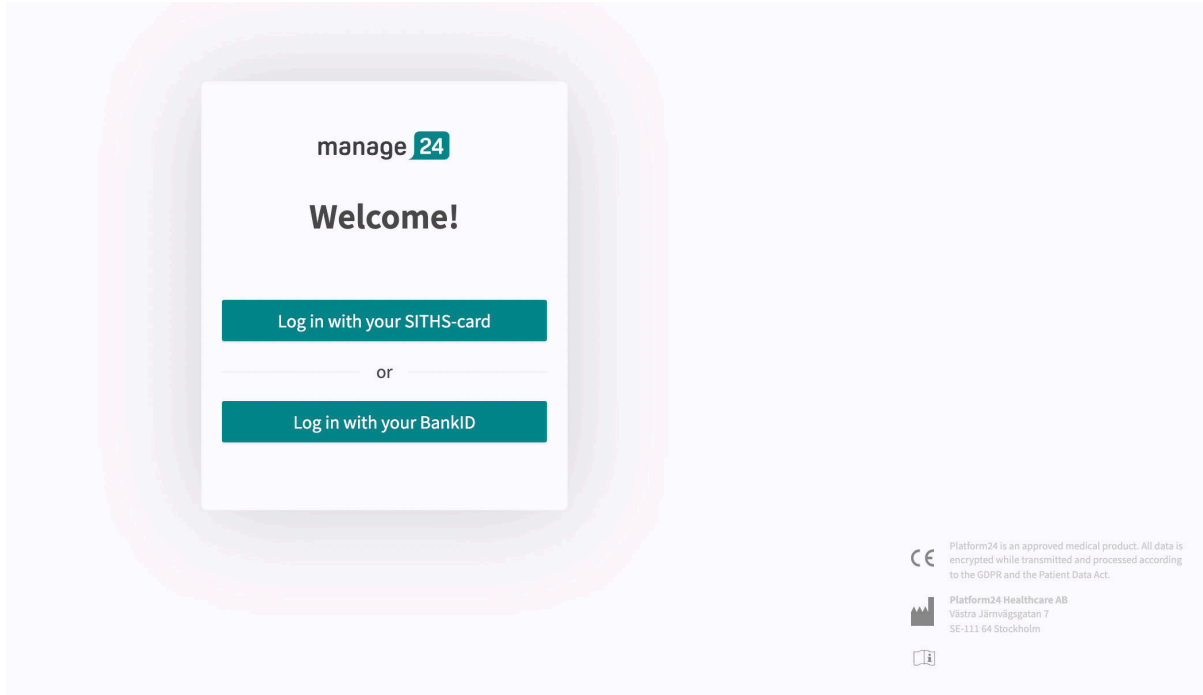 manage 24
Welcome!
Log in with your SITHS-card
or
Log in with your BankID
CE
Platform24 is an approved medical product. All data is
encrypted while transmitted and processed according
to the GDPR and the Patient Data Act.
Platform24 Healthcare AB
Västra Järnvägsgatan 7
SE-111 64 Stockholm
i